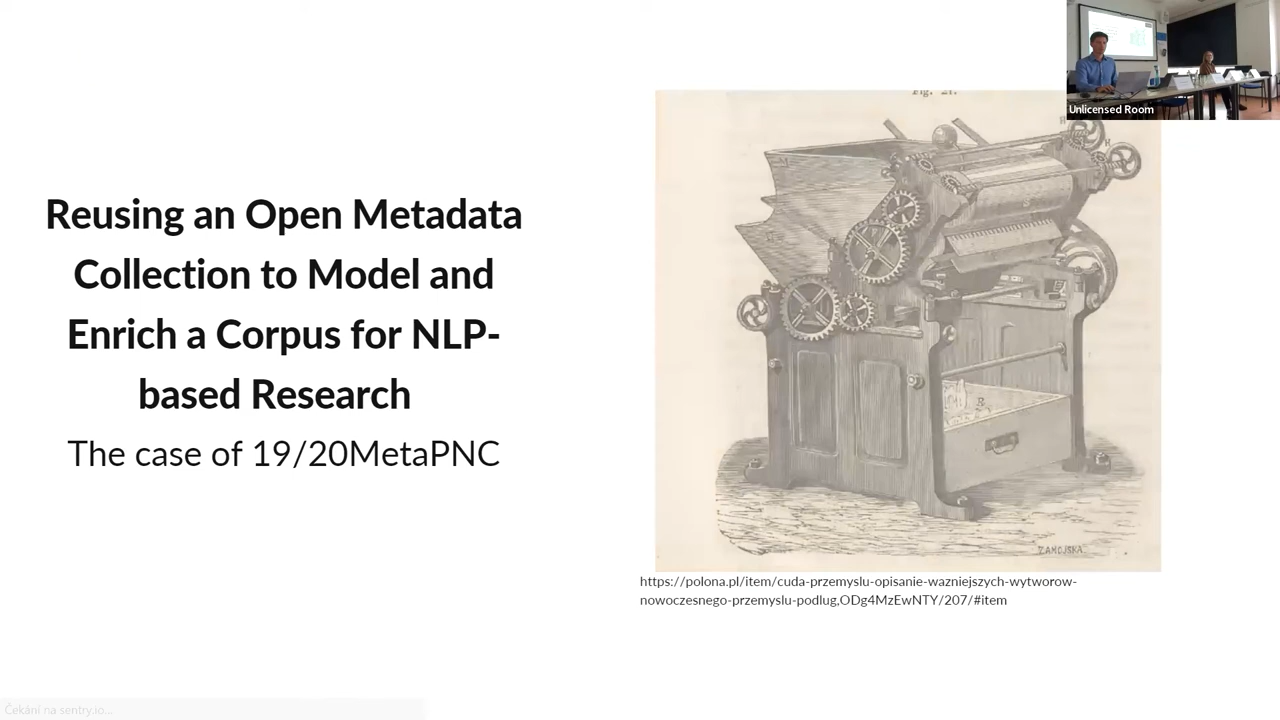 Reusing an Open Metadata
Collection to Model and
Enrich a Corpus for NLP-
based Research
The case of 19/20MetaPNC
Fig. 21.
ZAMOJSKA.
https://polona.pl/item/cuda-przemyslu-opisanie-wazniejszych-wytworow-
nowoczesnego-przemyslu-podlug,ODg4MzEwNTY/207/#item
Unlicensed Room
Čekání na sentry.io...